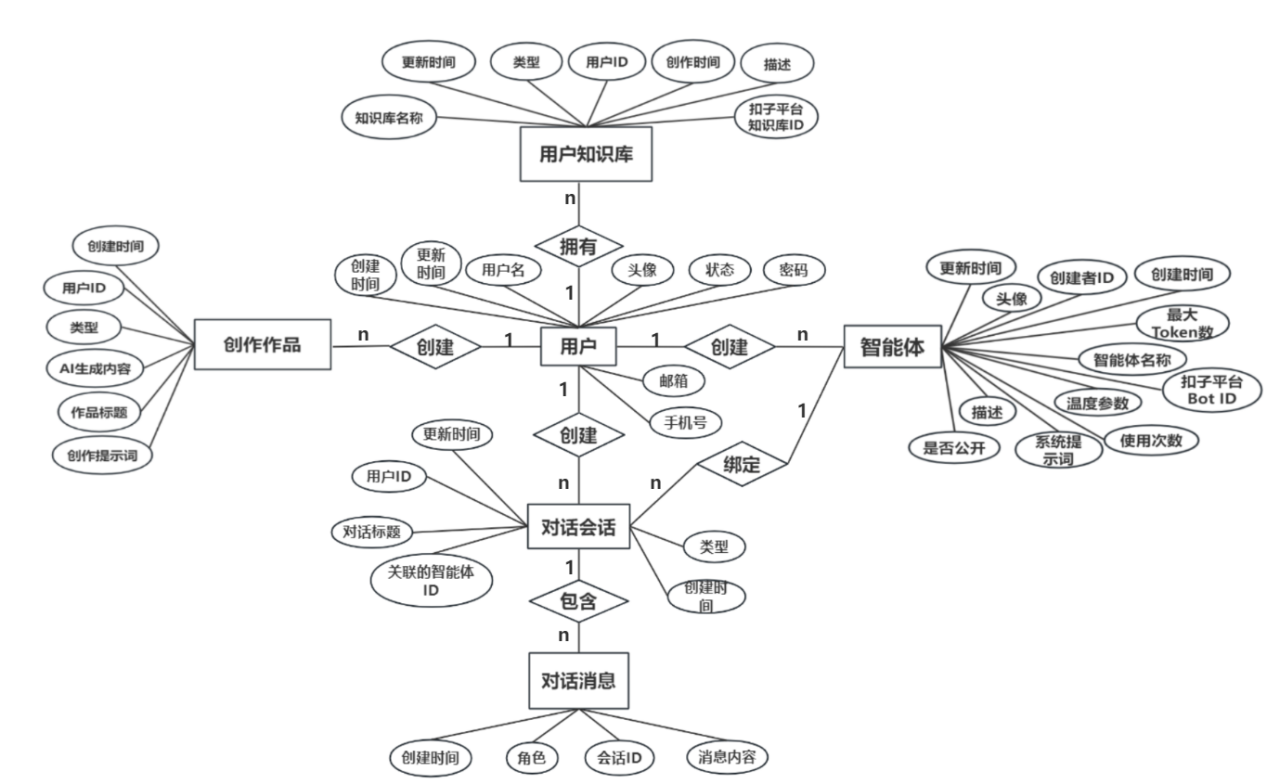 更新时间
类型
用户ID
创作时间
描述
知识库名称
扣子平台
知识库ID
用户知识库
n
拥有
1
创建时间
用户ID
类型
AI生成内容
作品标题
创作提示词
创作作品
n
创建
1
创建
时间
更新
时间
用户名
头像
状态
密码
用户
邮箱
手机号
1
创建
n
智能体
更新时间
头像
创建者ID
创建时间
最大
Token数
智能体名称
扣子平台
Bot ID
温度参数
描述
使用次数
是否公开
系统提
示词
1
绑定
n
1
创建
n
更新时间
用户ID
对话标题
关联的智能体
ID
对话会话
类型
创建时
间
1
包含
n
对话消息
创建时间
角色
会话ID
消息内容